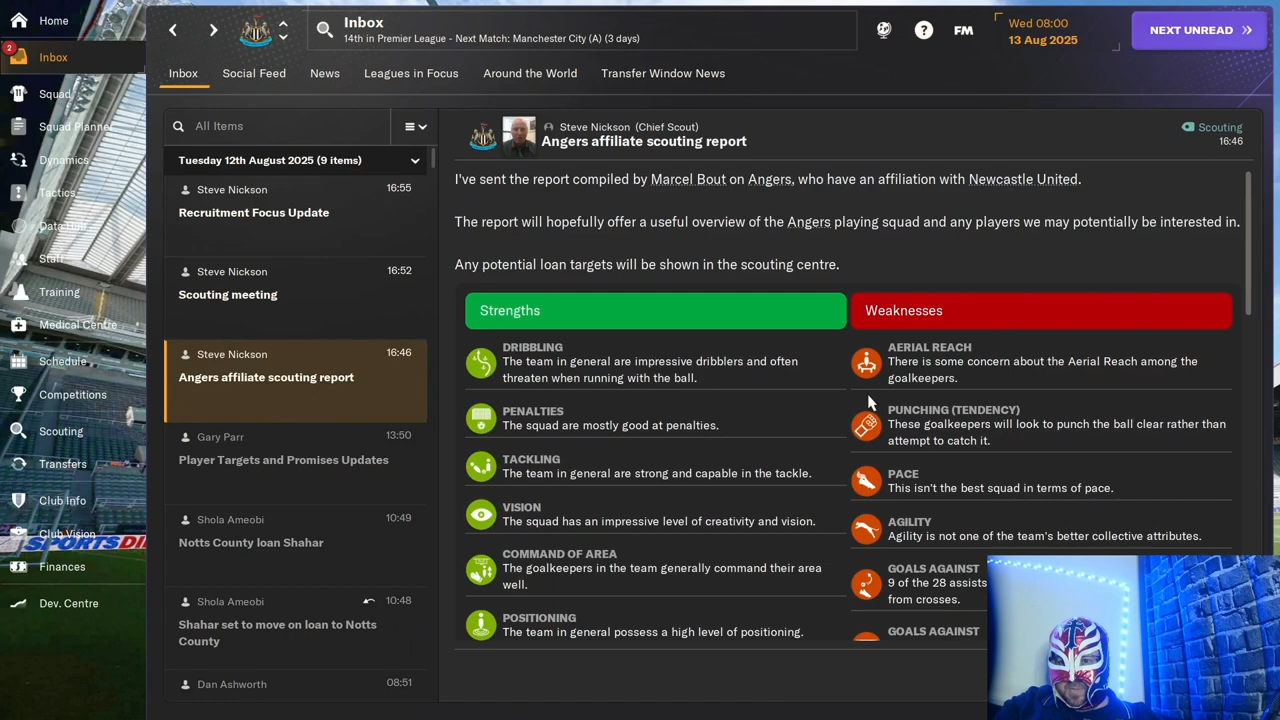 Home
2
Inbox
Squad
Squad Planner
Dynamics
Tactics
Data Hub
Staff
Training
Medical Centre
Schedule
Competitions
Scouting
Transfers
Club Info
Club Vision
Finances
Dev. Centre
SPORTS DI
Inbox
14th in Premier League - Next Match: Manchester City (A) (3 days)
?
FM
Wed 08:00
13 Aug 2025
NEXT UNREAD
Inbox Social Feed News Leagues in Focus Around the World Transfer Window News
All Items
Tuesday 12th August 2025 (9 items)
Steve Nickson 16:55
Recruitment Focus Update
Steve Nickson 16:52
Scouting meeting
Steve Nickson 16:46
Angers affiliate scouting report
Gary Parr 13:50
Player Targets and Promises Updates
Shola Ameobi 10:49
Notts County loan Shahar
Shola Ameobi 10:48
Shahar set to move on loan to Notts
County
Dan Ashworth 08:51
Steve Nickson (Chief Scout)
Angers affiliate scouting report
Scouting
16:46
I've sent the report compiled by Marcel Bout on Angers, who have an affiliation with Newcastle United.
The report will hopefully offer a useful overview of the Angers playing squad and any players we may potentially be interested in.
Any potential loan targets will be shown in the scouting centre.
Strengths
DRIBBLING
The team in general are impressive dribblers and often
threaten when running with the ball.
PENALTIES
The squad are mostly good at penalties.
TACKLING
The team in general are strong and capable in the tackle.
VISION
The squad has an impressive level of creativity and vision.
COMMAND OF AREA
The goalkeepers in the team generally command their area
well.
POSITIONING
The team in general possess a high level of positioning.
Weaknesses
AERIAL REACH
There is some concern about the Aerial Reach among the
goalkeepers.
PUNCHING (TENDENCY)
These goalkeepers will look to punch the ball clear rather than
attempt to catch it.
PACE
This isn't the best squad in terms of pace.
AGILITY
Agility is not one of the team's better collective attributes.
GOALS AGAINST
9 of the 28 assists
from crosses.
GOALS AGAINST